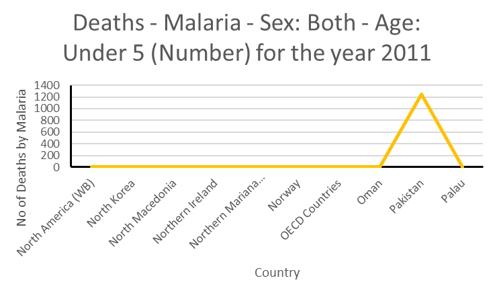 Deaths - Malaria - Sex: Both - Age:
Under 5 (Number) for the year 2011
No of Deaths by Malaria
1400
1200
1000
800
600
400
200
0
North America (WB)
North Korea
North Macedonia
Northern Ireland
Northern Mariana...
Norway
OECD Countries
Oman
Pakistan
Palau
Country